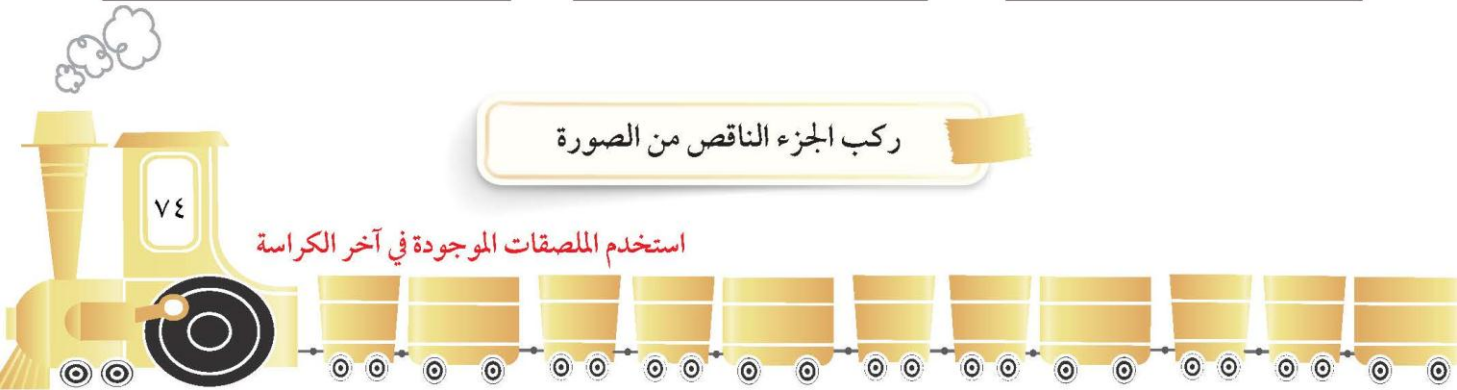 ركب الجزء الناقص من الصورة
٧٤
استخدم الملصقات الموجودة في آخر الكراسة